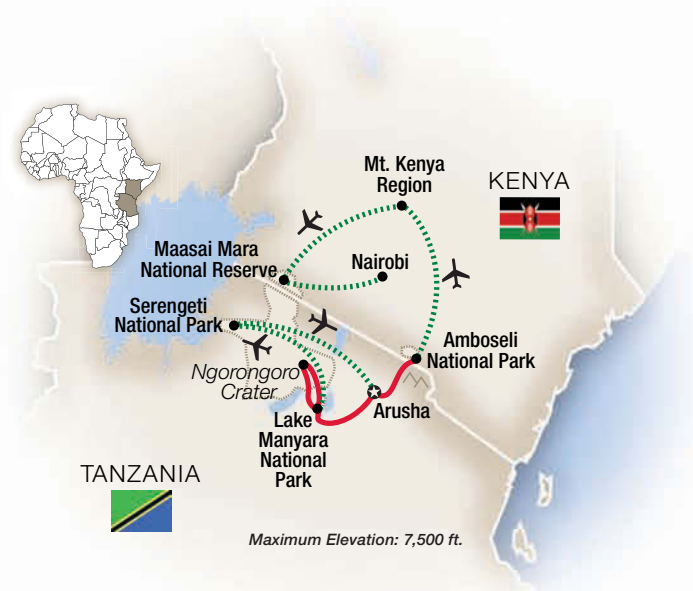 Mt. Kenya
Region
KENYA
Maasai Mara
National Reserve
Nairobi
Serengeti
National Park
Amboseli
National Park
Ngorongoro
Crater
Arusha
Lake
Manyara
National
Park
TANZANIA
Maximum Elevation: 7,500 ft.